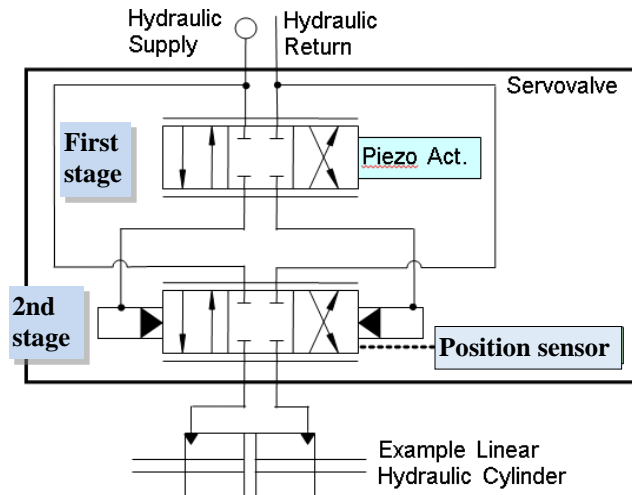 Hydraulic
Supply
Hydraulic
Return
Servovalve
First
stage
Piezo Act.
2nd
stage
Position sensor
Example Linear
Hydraulic Cylinder